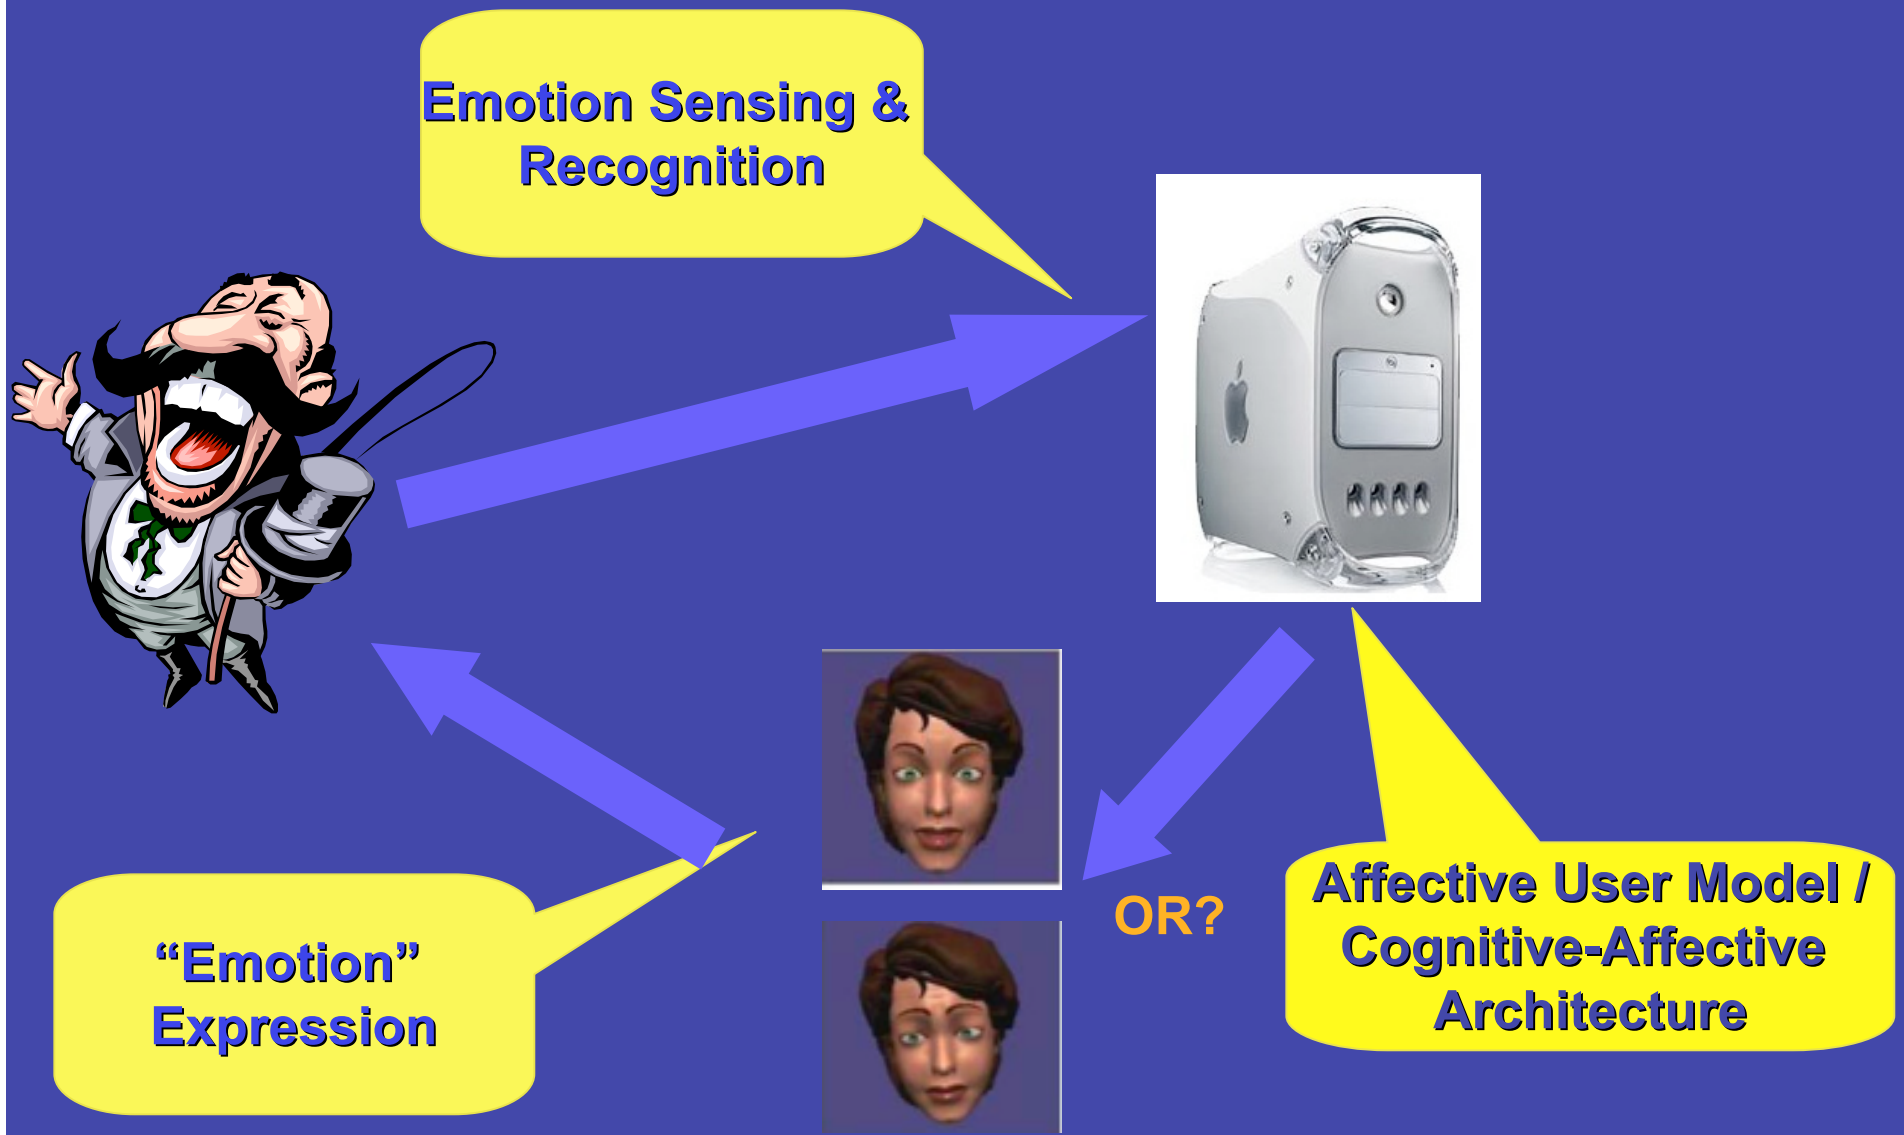 Emotion Sensing &
Recognition
OR?
Affective User Model /
Cognitive-Affective
Architecture
“Emotion”
Expression